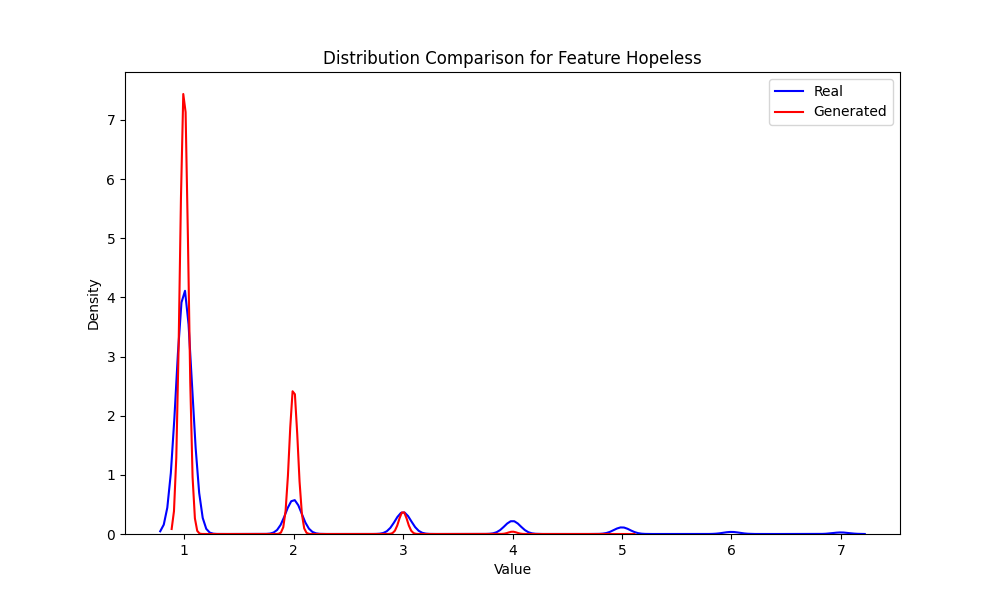 Distribution Comparison for Feature Hopeless
Real
Generated
Density
7
6
5
4
3
2
1
0
1 2 3 4 5 6 7
Value